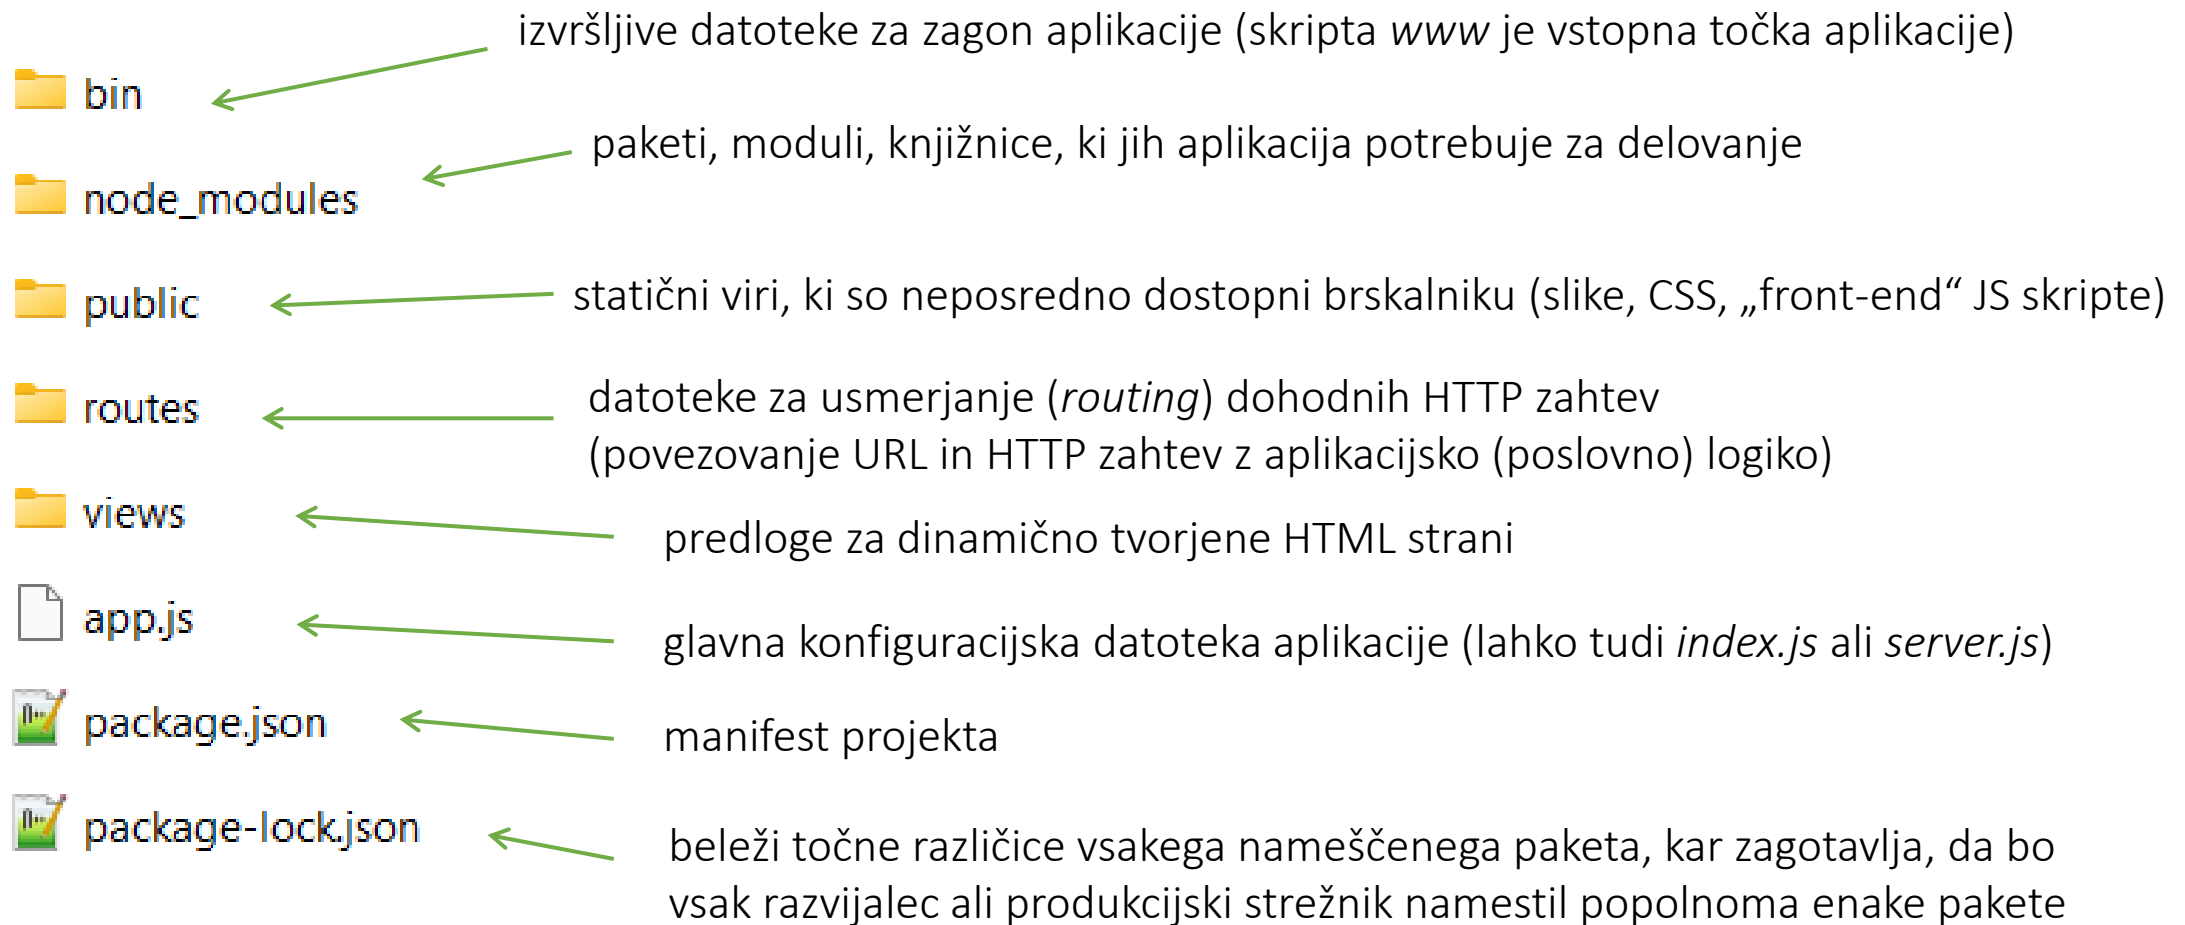 izvršljive datoteke za zagon aplikacije (skripta www je vstopna točka aplikacije)
bin
paketi, moduli, knjižnice, ki jih aplikacija potrebuje za delovanje
node_modules
statični viri, ki so neposredno dostopni brskalniku (slike, CSS, „front-end“ JS skripte)
public
datoteke za usmerjanje (routing) dohodnih HTTP zahtev
routes
(povezovanje URL in HTTP zahtev z aplikacijsko (poslovno) logiko)
views
predloge za dinamično tvorjene HTML strani
app.js
glavna konfiguracijska datoteka aplikacije (lahko tudi index.js ali server.js)
package.json
manifest projekta
package-lock.json
beleži točne različice vsakega nameščenega paketa, kar zagotavlja, da bo
vsak razvijalec ali produkcijski strežnik namestil popolnoma enake pakete